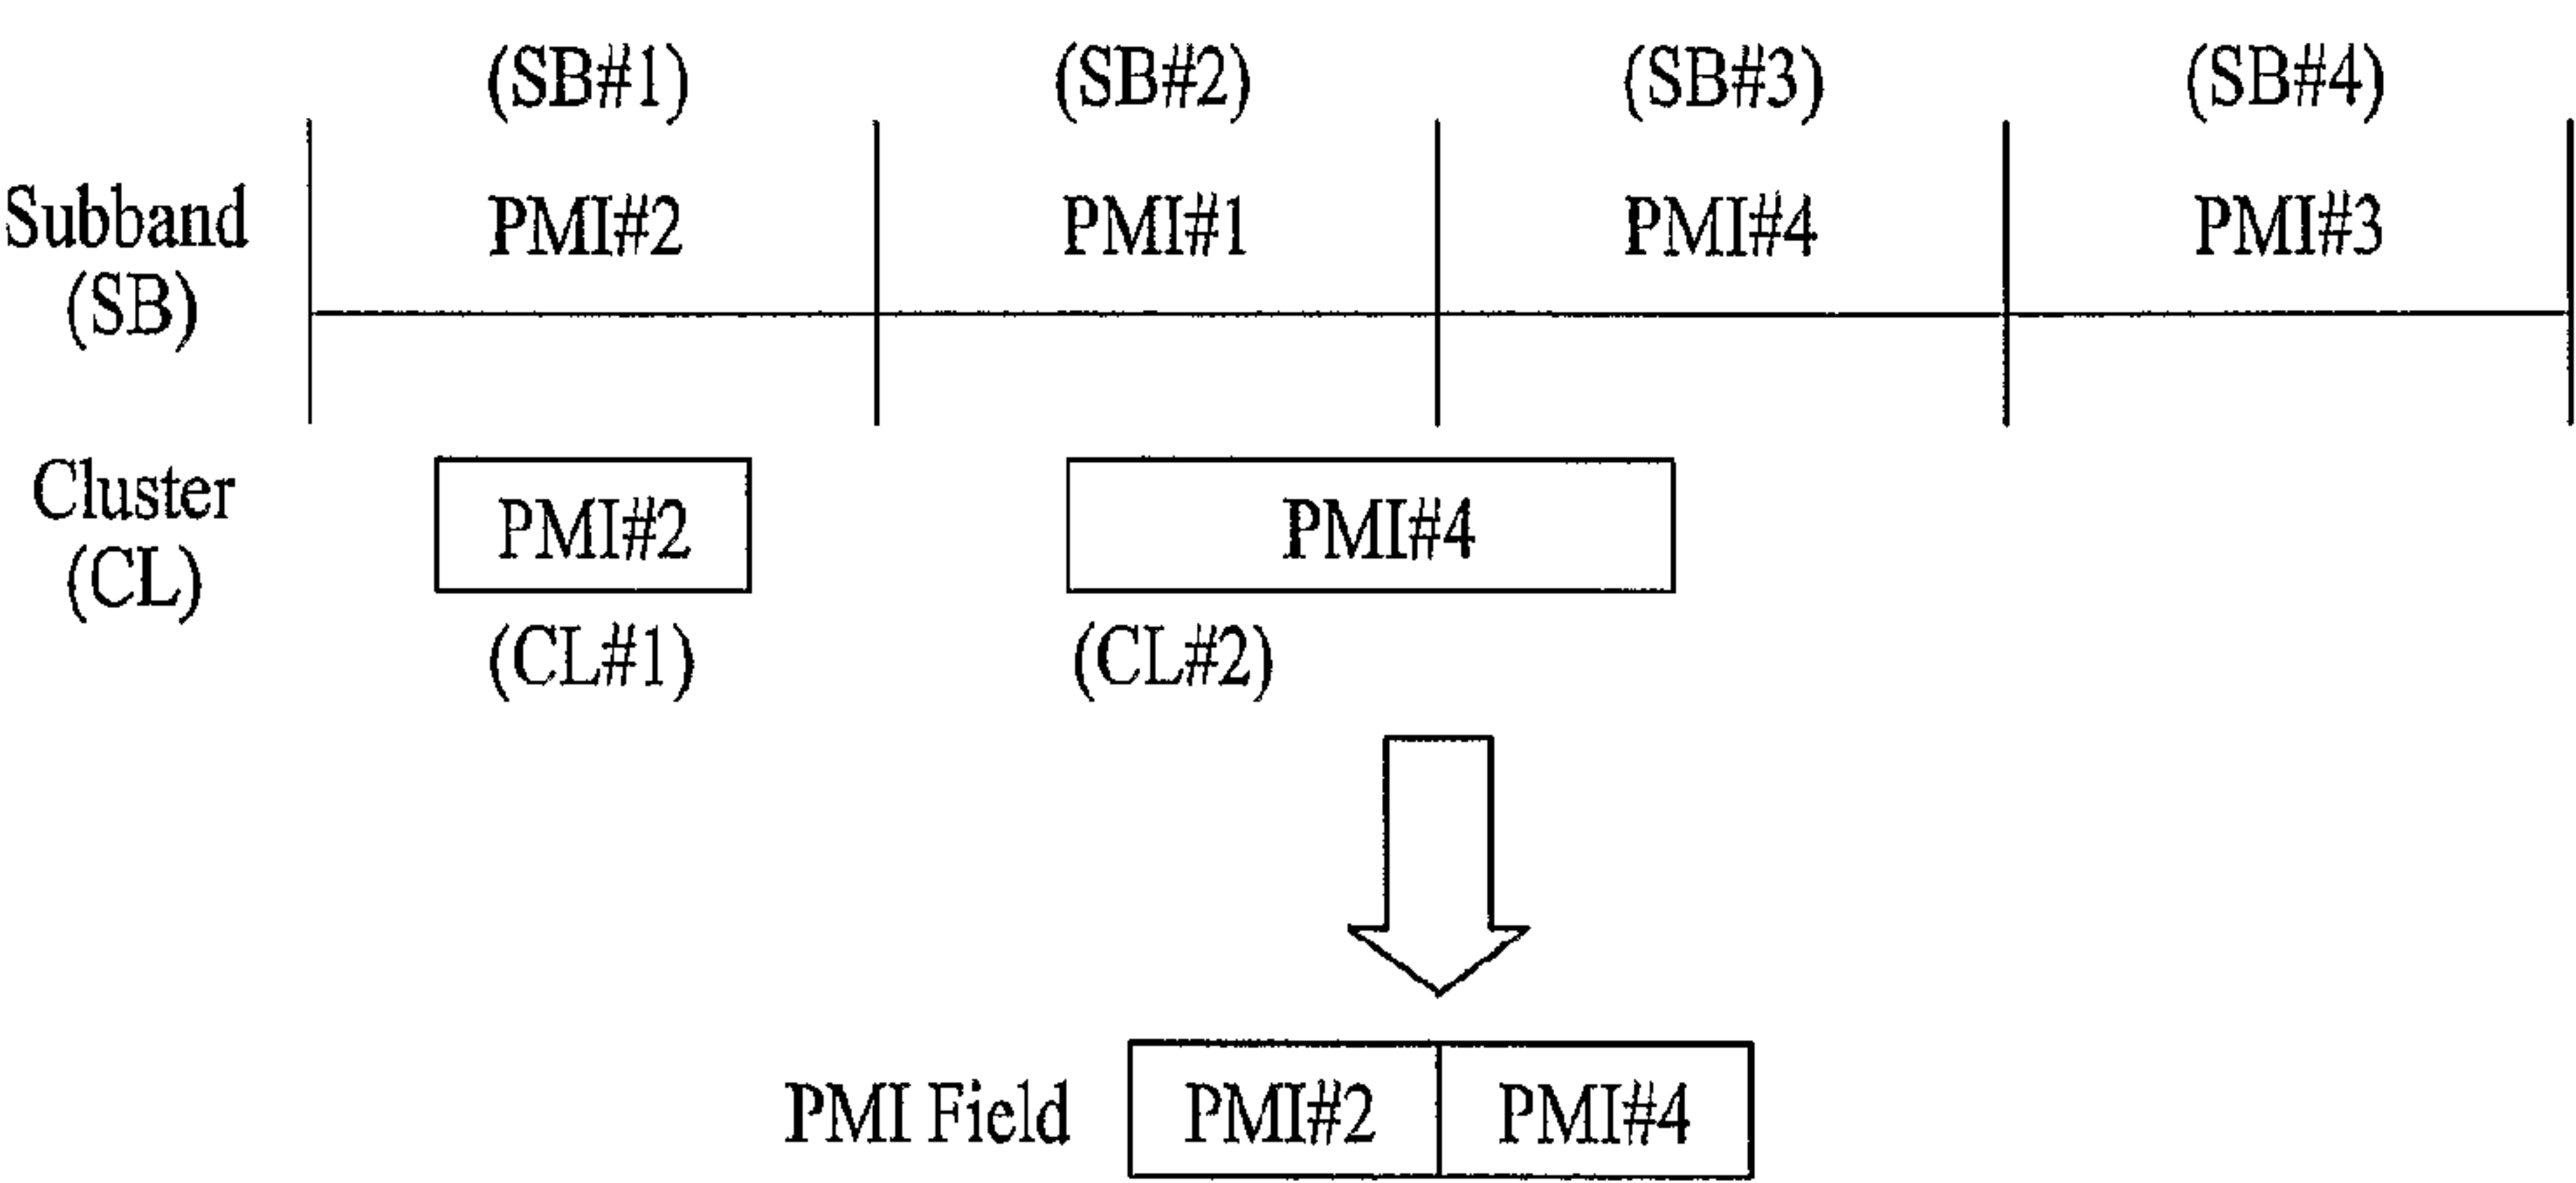 (SB#1) (SB#2) (SB#3) (SB#4)
Subband (SB) PMI#2 PMI#1 PMI#4 PMI#3
Cluster (CL) PMI#2 PMI#4
(CL#1) (CL#2)
PMI Field PMI#2 PMI#4